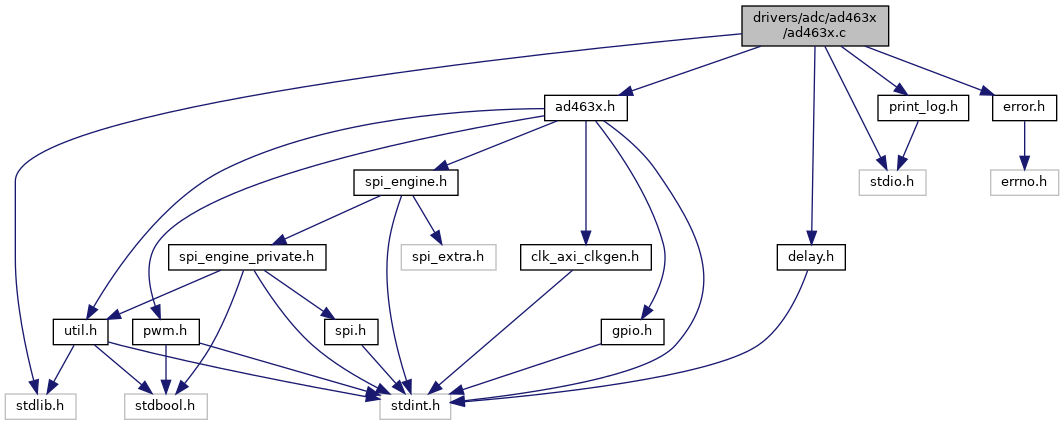 drivers/adc/ad463x
/ad463x.c
ad463x.h
print_log.h
error.h
spi_engine.h
stdio.h
errno.h
spi_engine_private.h
spi_extra.h
clk_axi_clkgen.h
delay.h
util.h
pwm.h
spi.h
gpio.h
stdlib.h
stdbool.h
stdint.h